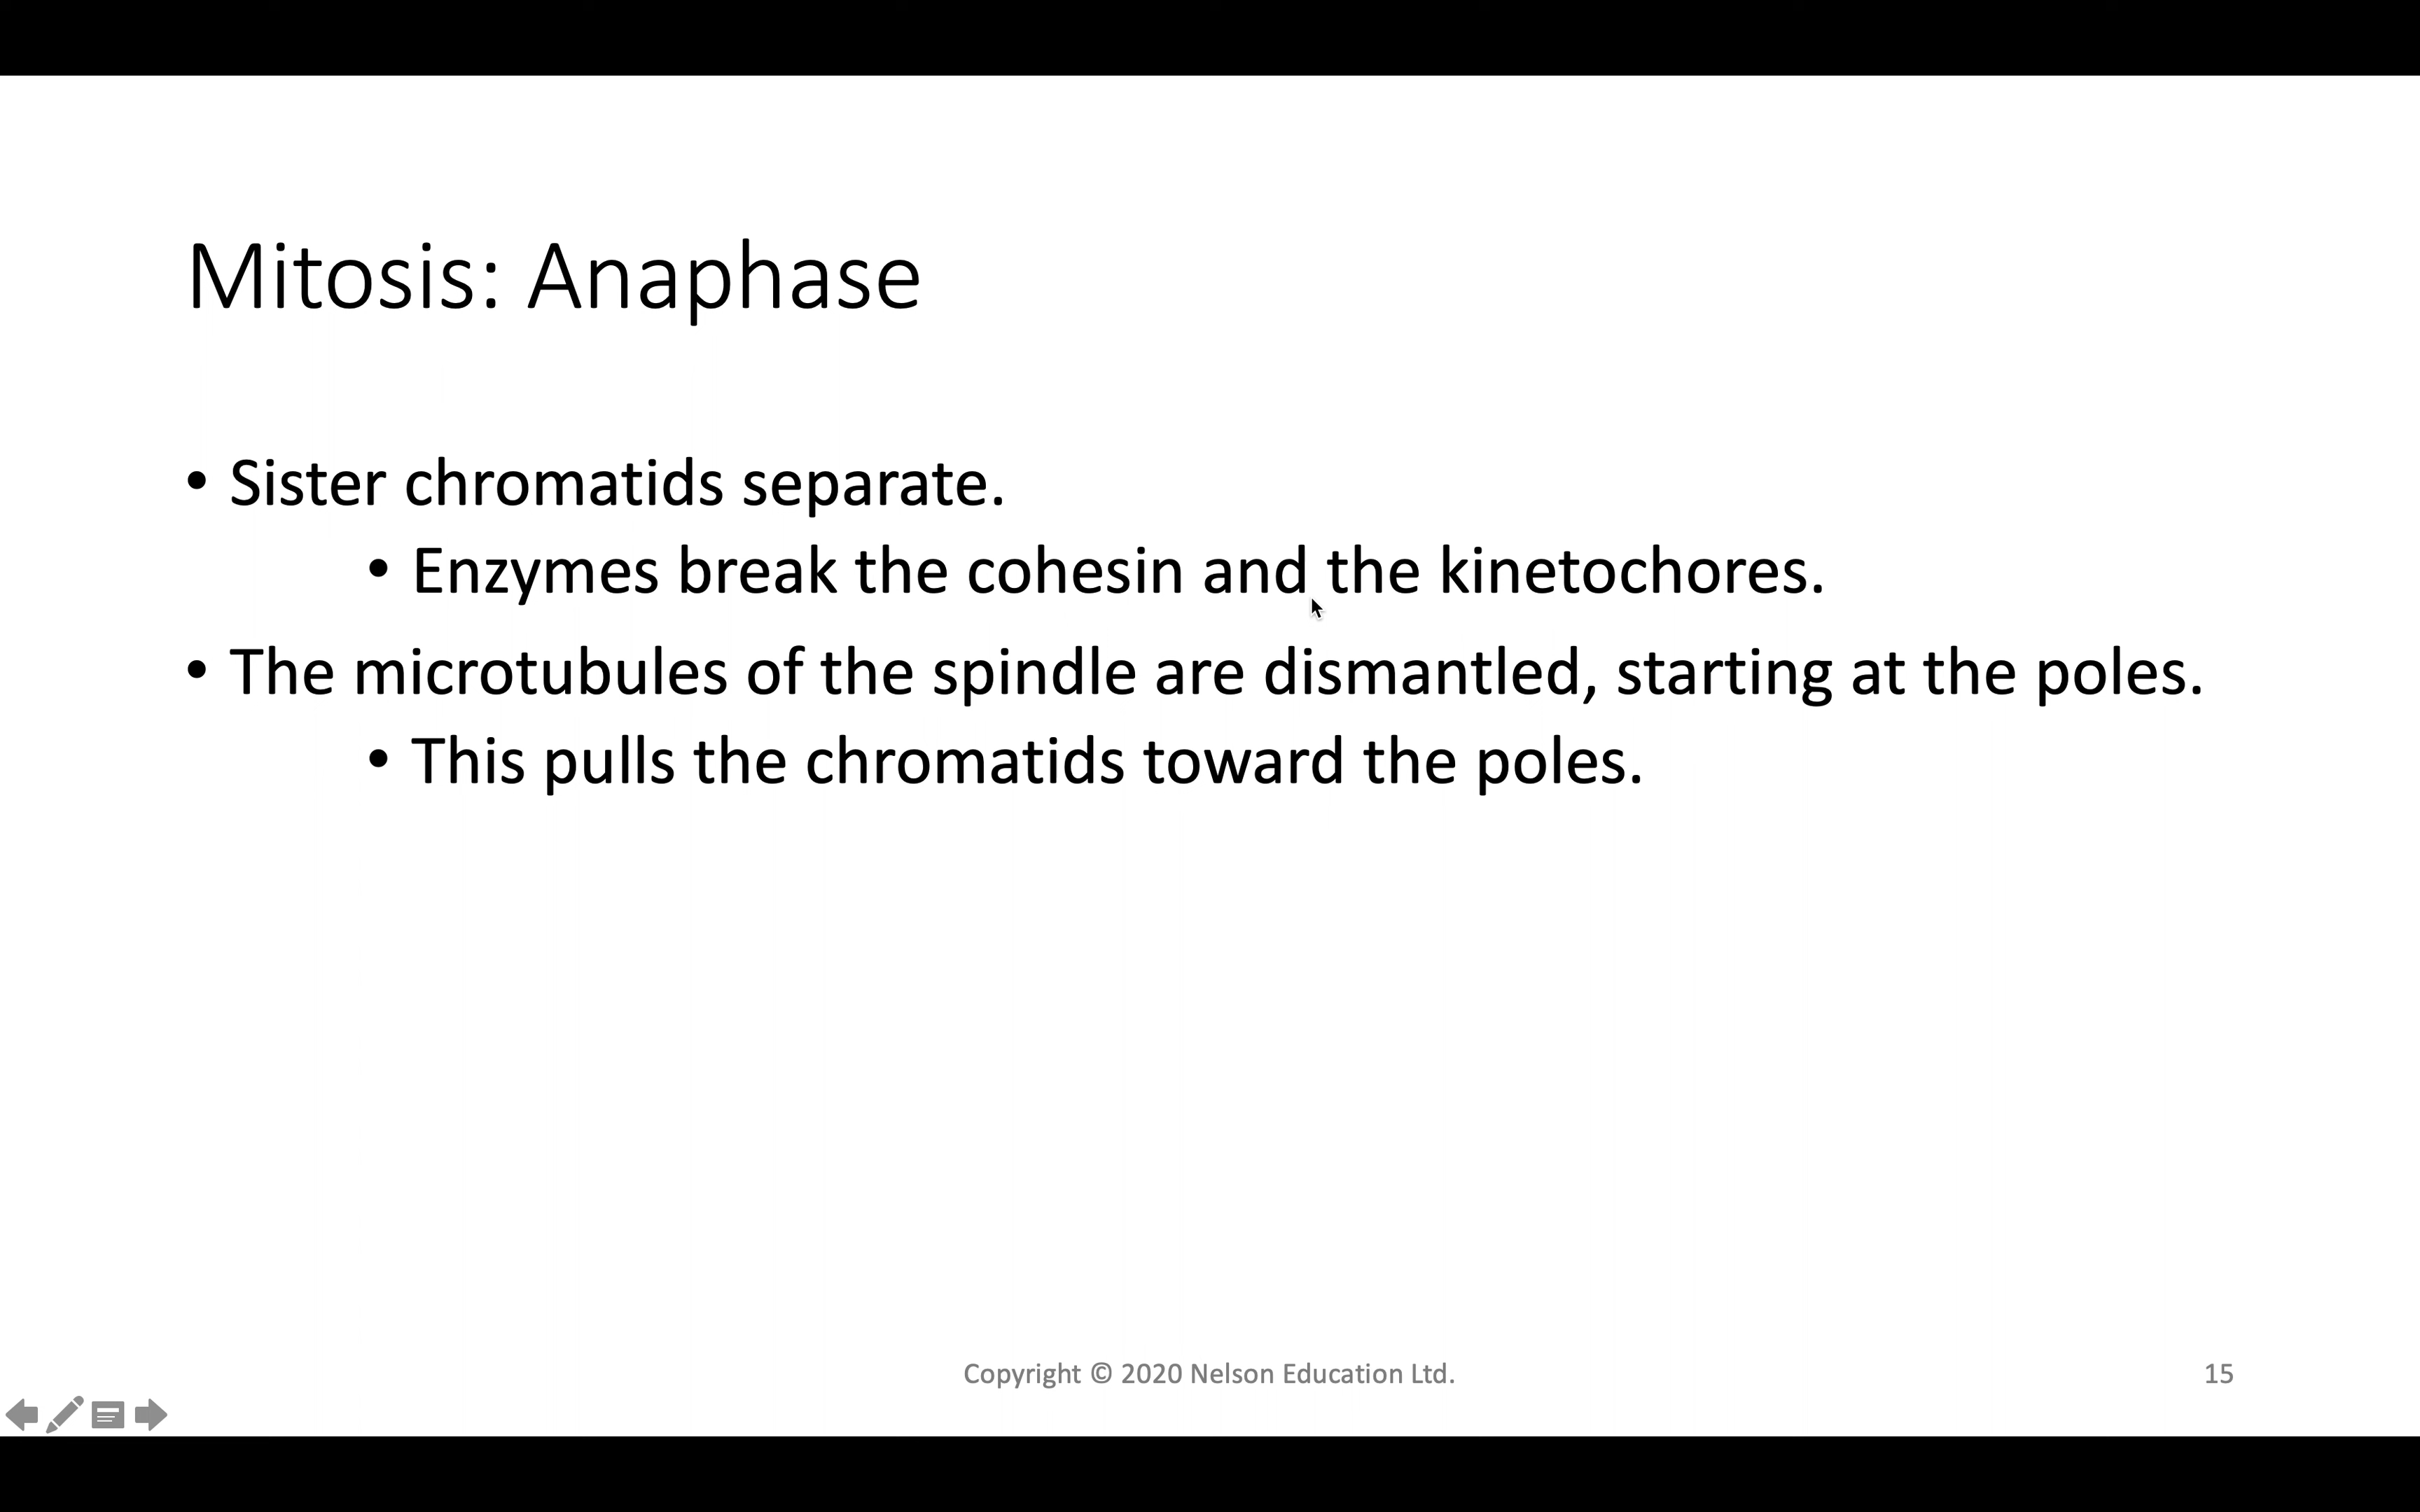 Mitosis: Anaphase
• Sister chromatids separate.
• Enzymes break the cohesin and the kinetochores.
• The microtubules of the spindle are dismantled, starting at the poles.
• This pulls the chromatids toward the poles.
Copyright © 2020 Nelson Education Ltd.
15